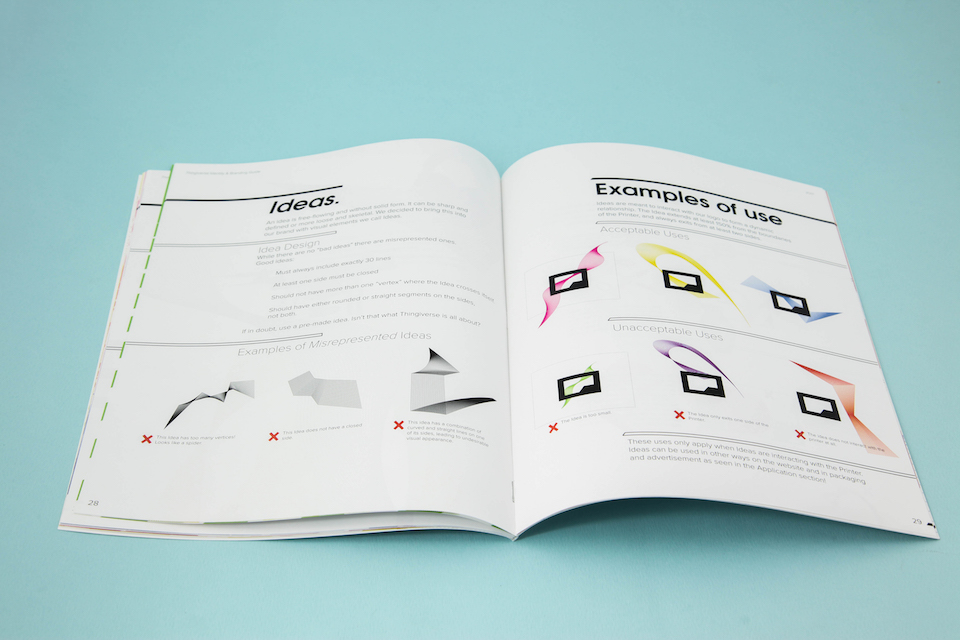 Ideas.
An idea is free-flowing and without solid form. It can be sharp and
defined or more loose and sketchy. We decided to bring this into
our brand with visual elements we call Ideas.
Idea Design
While there are no "bad ideas" there are misrepresented ones.
Good Ideas:
Must always include exactly 30 lines
At least one side must be closed
Should not have more than one "vertex" where the Idea crosses itself
Should have either rounded or straight segments on the sides,
not both.
If in doubt, use a pre-made idea. Isn't that what Thingiverse is all about?
Examples of Misrepresented Ideas
This Idea has too many vertices!
Looks like a spider.
This Idea does not have a closed
side
This Idea has a combination of
curved and straight lines on one
of its sides, leading to undesirable
visual appearance
28
Examples of use
Ideas are meant to interact with our logo to form a dynamic
relationship. The Idea extends at least
of the Printer, and always exits from at least two sides.
Acceptable Uses
Unacceptable Uses
The Idea is too small
The Idea only exits one side of the
Printer
The Idea does not interact with the
Printer at all
These uses only apply when Ideas are interacting with the Printer.
Ideas can be used in other ways on the website and in packaging
and advertisement as seen in the Application section!
29